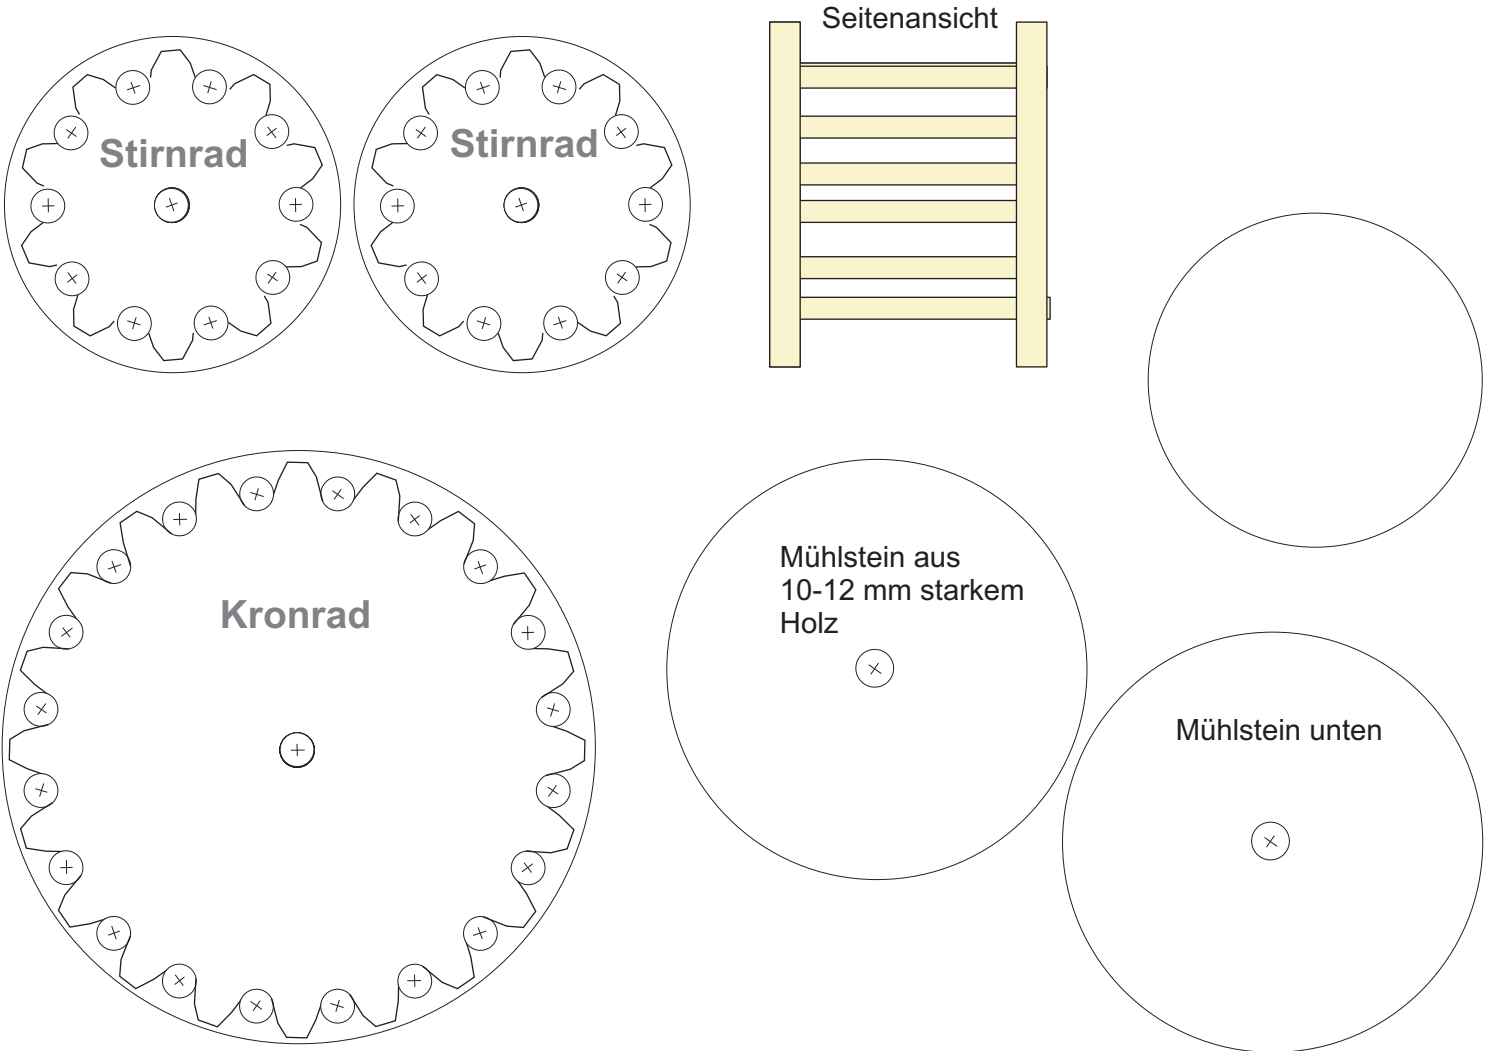 Seitenansicht
Stirnrad
Stirnrad
Kronrad
Mühlstein aus
10-12 mm starkem
Holz
Mühlstein unten